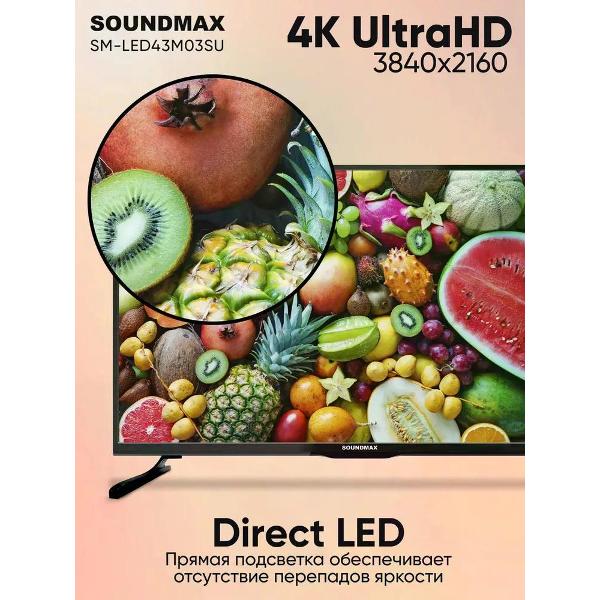 SOUNDMAX
SM-LED43M03SU
4K UltraHD
3840x2160
SOUNDMAX
Direct LED
Прямая подсветка обеспечивает
отсутствие перепадов яркости